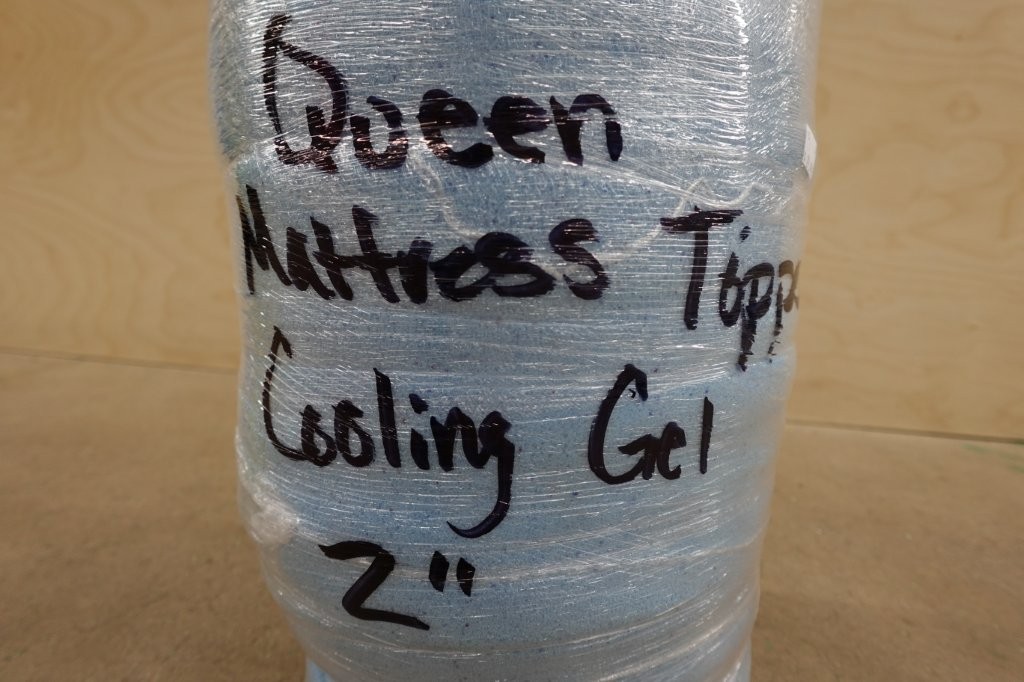 Queen
Mattress Topp
Cooling Gel
2"